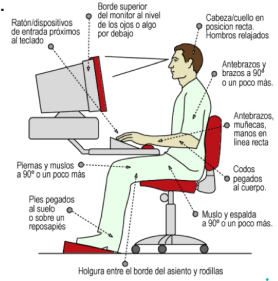 Borde superior
del monitor al nivel
de los ojos o algo
por debajo
Ratón/dispositivos
de entrada próximos
al teclado
Cabeza/cuello en
posicion recta.
Hombros relajados
Antebrazos y
brazos a 90º
o un poco más.
Antebrazos,
muñecas,
manos en
linea recta
Codos
pegados
al cuerpo.
Muslo y espalda
a 90º o un poco más.
Piernas y muslos
a 90º o un poco más
Pies pegados
al suelo
o sobre un
reposapiés
Holgura entre el borde del asiento y rodillas